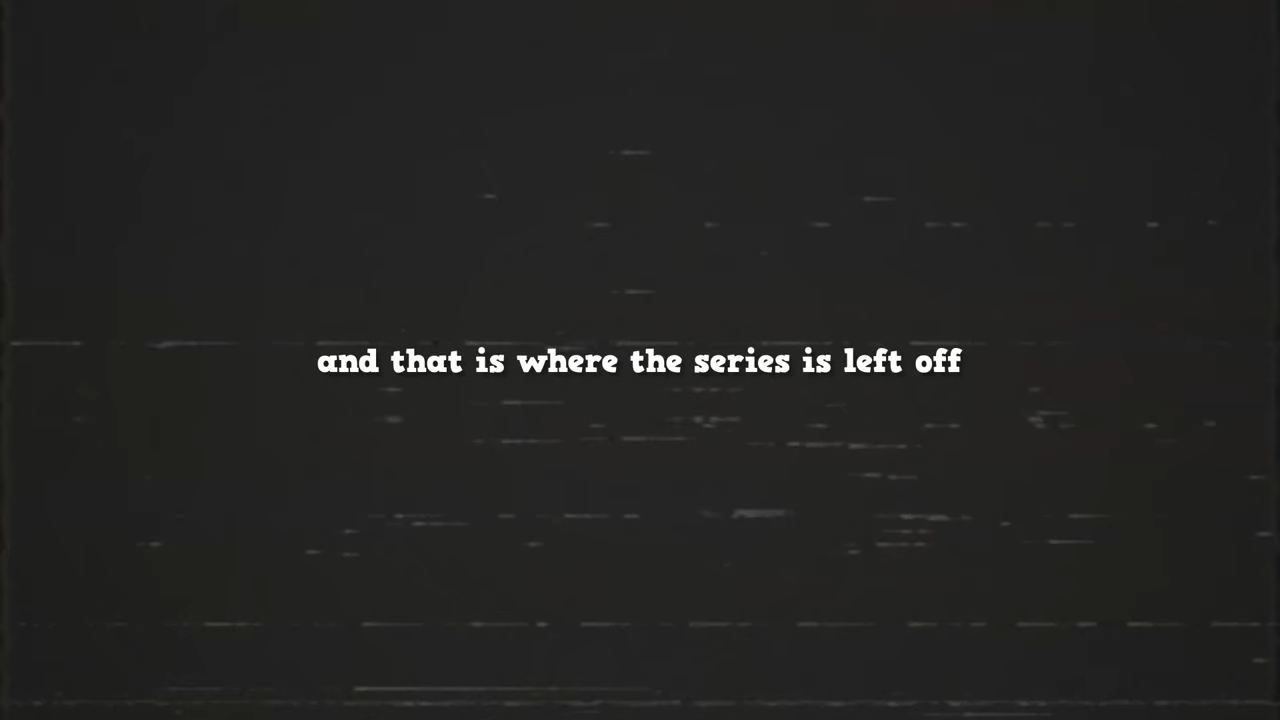 and that is where the series is left off